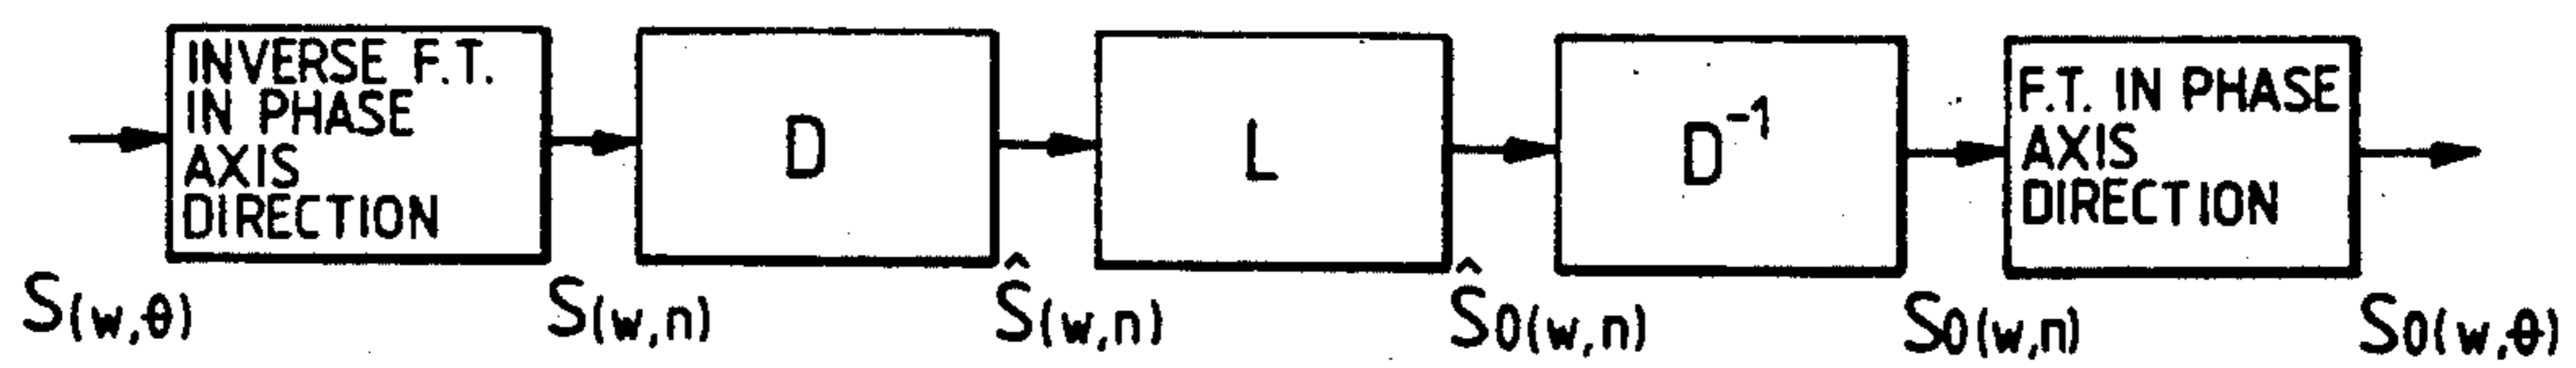 INVERSE F.T.
IN PHASE
AXIS
DIRECTION
D
L
D⁻¹
F.T. IN PHASE
AXIS
DIRECTION
S(w,θ)
S(w,n)
Ŝ(w,n)
Ŝ0(w,n)
S0(w,n)
S0(w,θ)